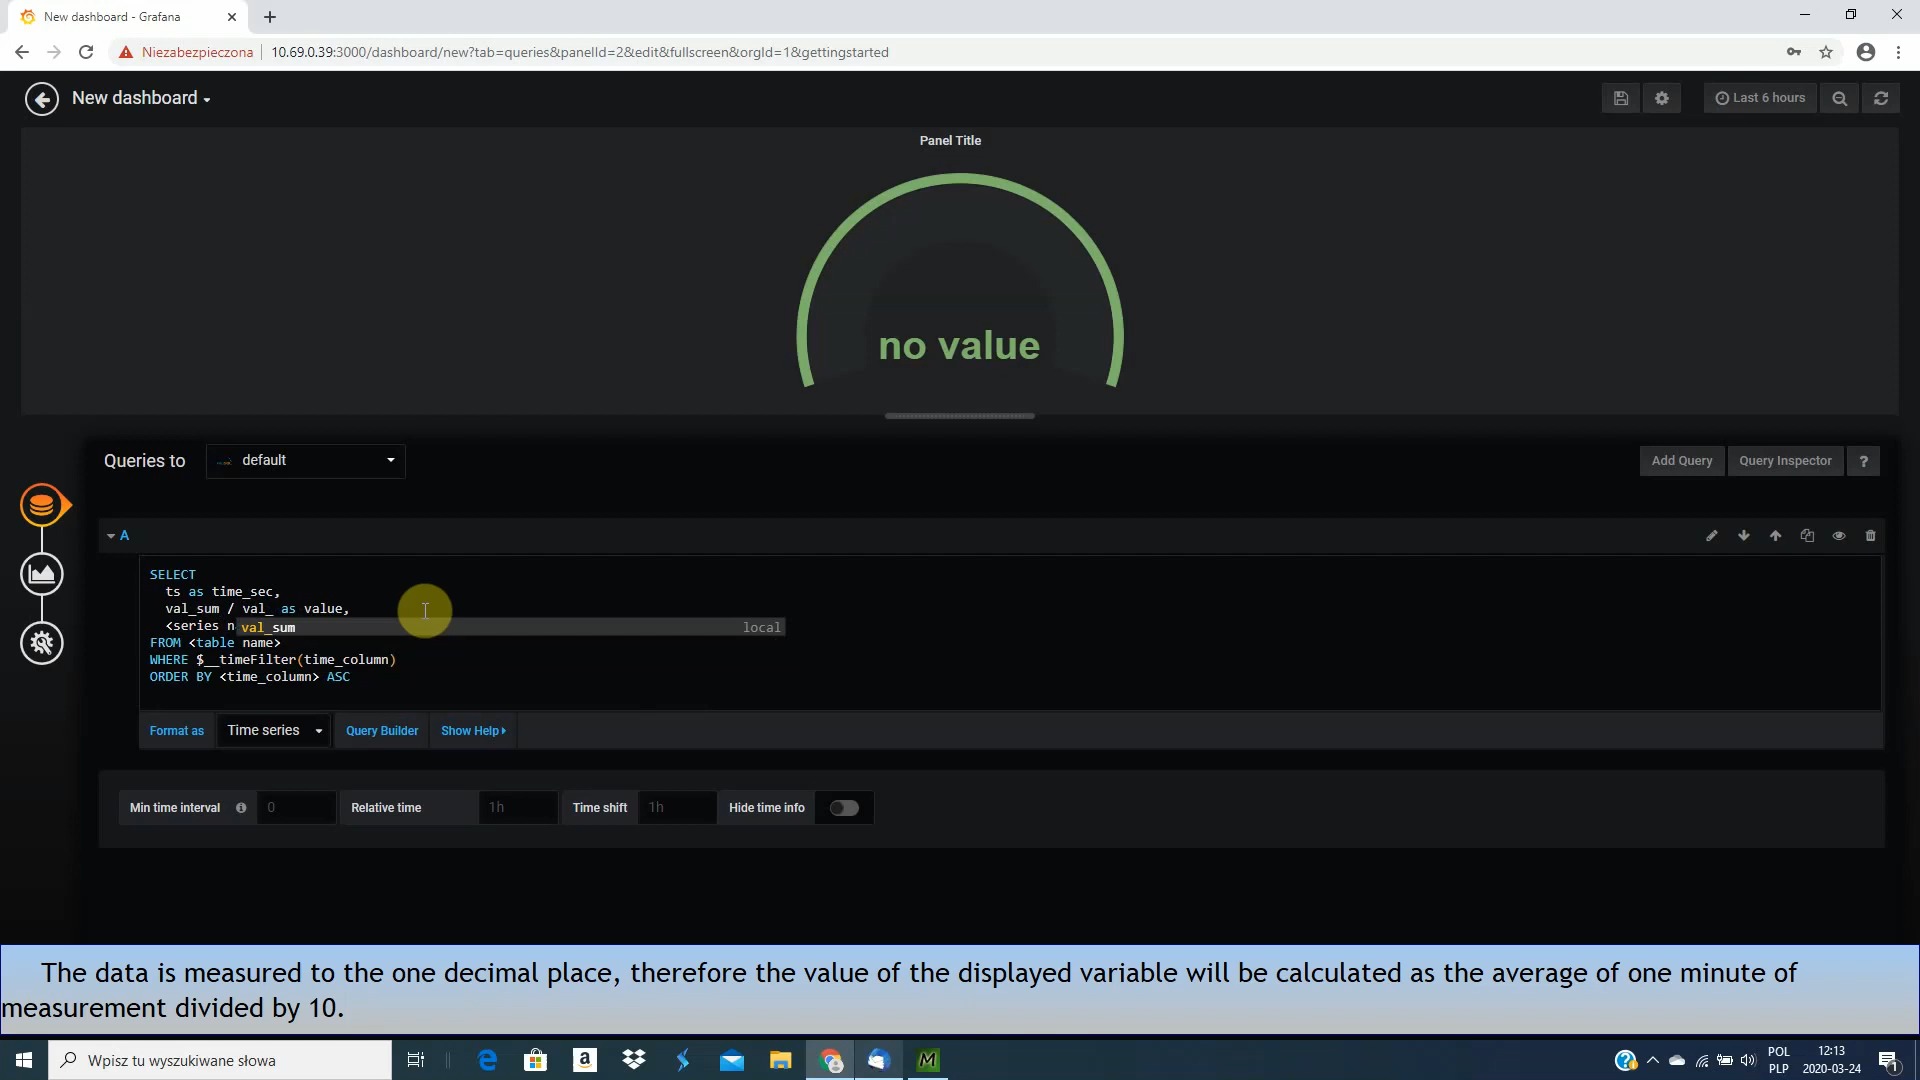 New dashboard - Grafana
Niezabezpieczona
10.69.0.39:3000/dashboard/new?tab=queries&panelId=2&edit&fullscreen&orgId=1&gettingstarted
New dashboard
Last 6 hours
Panel Title
no value
Queries to
default
Add Query
Query Inspector
?
A
SELECT
ts as time_sec,
val_sum / val_ as value,
<series n
val_sum
local
FROM <table name>
WHERE $__timeFilter(time_column)
ORDER BY <time_column> ASC
Format as
Time series
Query Builder
Show Help
Min time interval
0
Relative time
1h
Time shift
1h
Hide time info
The data is measured to the one decimal place, therefore the value of the displayed variable will be calculated as the average of one minute of
measurement divided by 10.
Wpisz tu wyszukiwane słowa
POL
PLP
12:13
2020-03-24
1